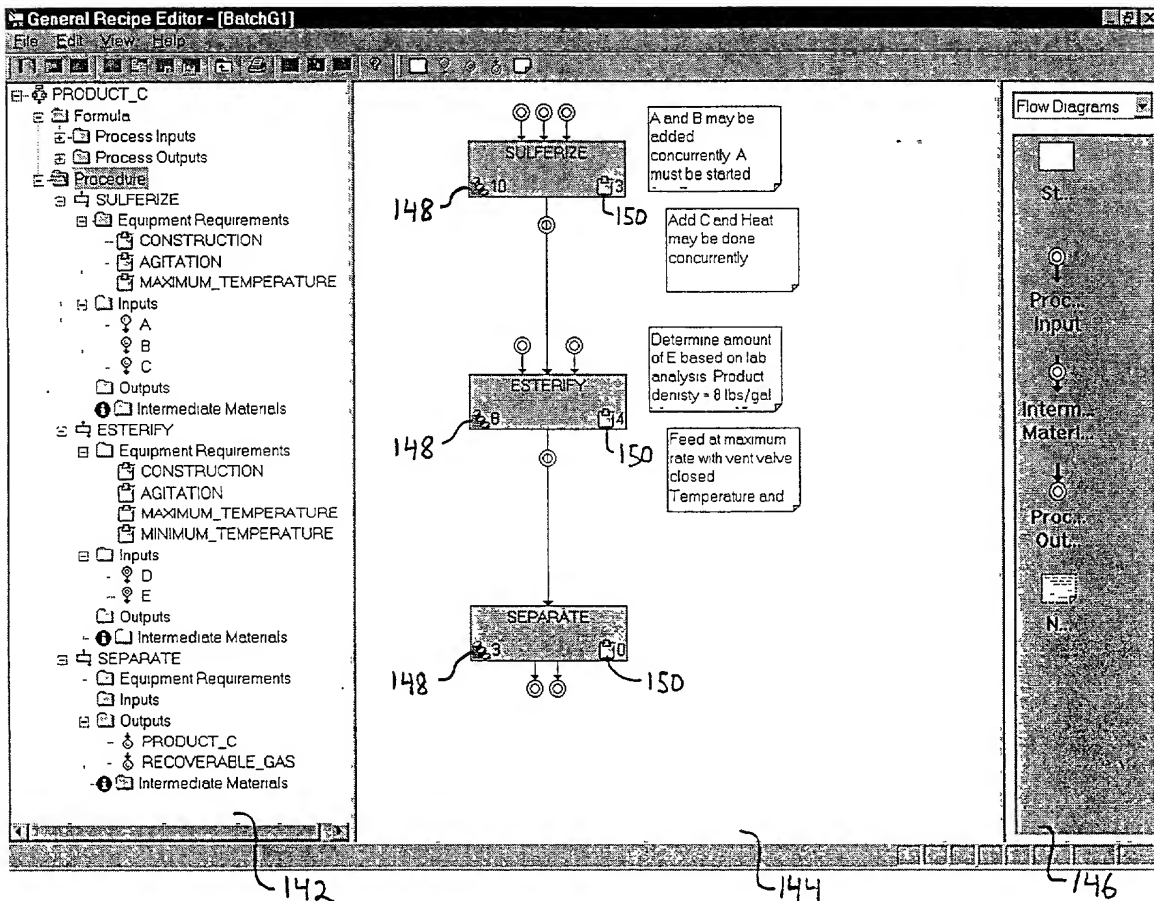 General Recipe Editor - [BatchG1]
File Edit View Help
PRODUCT_C
Formula
Process Inputs
Process Outputs
Procedure
SULFERIZE
Equipment Requirements
CONSTRUCTION
AGITATION
MAXIMUM_TEMPERATURE
Inputs
A
B
C
Outputs
Intermediate Materials
ESTERIFY
Equipment Requirements
CONSTRUCTION
AGITATION
MAXIMUM_TEMPERATURE
MINIMUM_TEMPERATURE
Inputs
D
E
Outputs
Intermediate Materials
SEPARATE
Equipment Requirements
Inputs
Outputs
PRODUCT_C
RECOVERABLE_GAS
Intermediate Materials
SULFERIZE
10 3
148 150
A and B may be
added
concurrently A
must be started
Add C and Heat
may be done
concurrently
ESTERIFY
8 4
148 150
Determine amount
of E based on lab
analysis Product
denisty = 8 lbs/gal
Feed at maximum
rate with vent valve
closed
Temperature and
SEPARATE
3 0
148 150
Flow Diagrams
St...
Proc...
Input
Interm...
Materi...
Proc...
Out...
N...
142 144 146